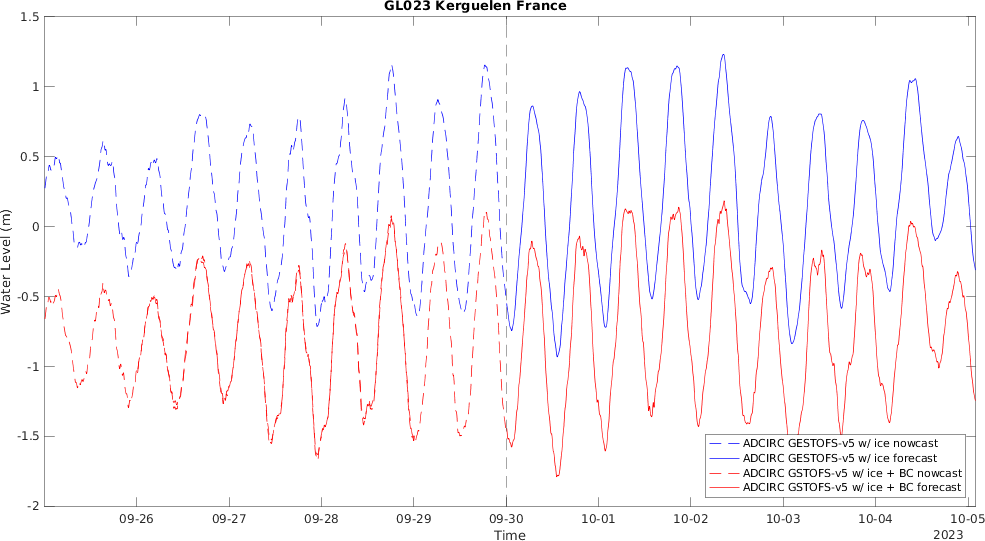 GL023 Kerguelen France
1.5
1
0.5
0
-0.5
-1
-1.5
-2
Water Level (m)
ADCIRC GESTOFS-v5 w/ ice nowcast
ADCIRC GESTOFS-v5 w/ ice forecast
ADCIRC GSTOFS-v5 w/ ice + BC nowcast
ADCIRC GSTOFS-v5 w/ ice + BC forecast
09-26 09-27 09-28 09-29 09-30 10-01 10-02 10-03 10-04 10-05
Time
2023